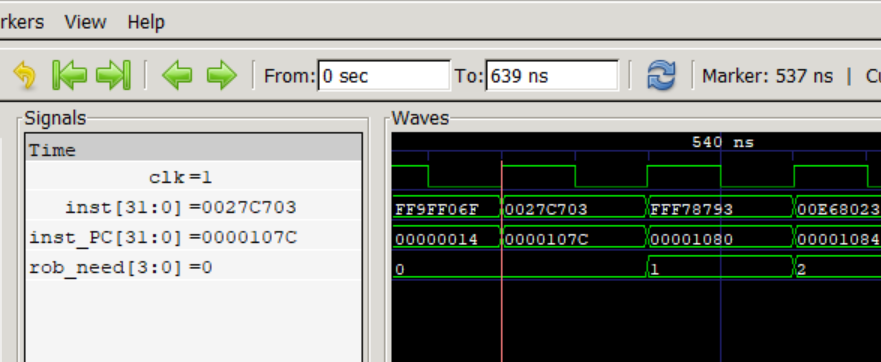 rkers View Help
From: 0 sec To: 639 ns Marker: 537 ns | Cu
Signals Waves
Time 540 ns
clk=1
inst[31:0]=0027C703 FF9FF06F 0027C703 FFF78793 00E68023
inst_PC[31:0]=0000107C 00000014 0000107C 00001080 00001084
rob_need[3:0]=0 0 1 2